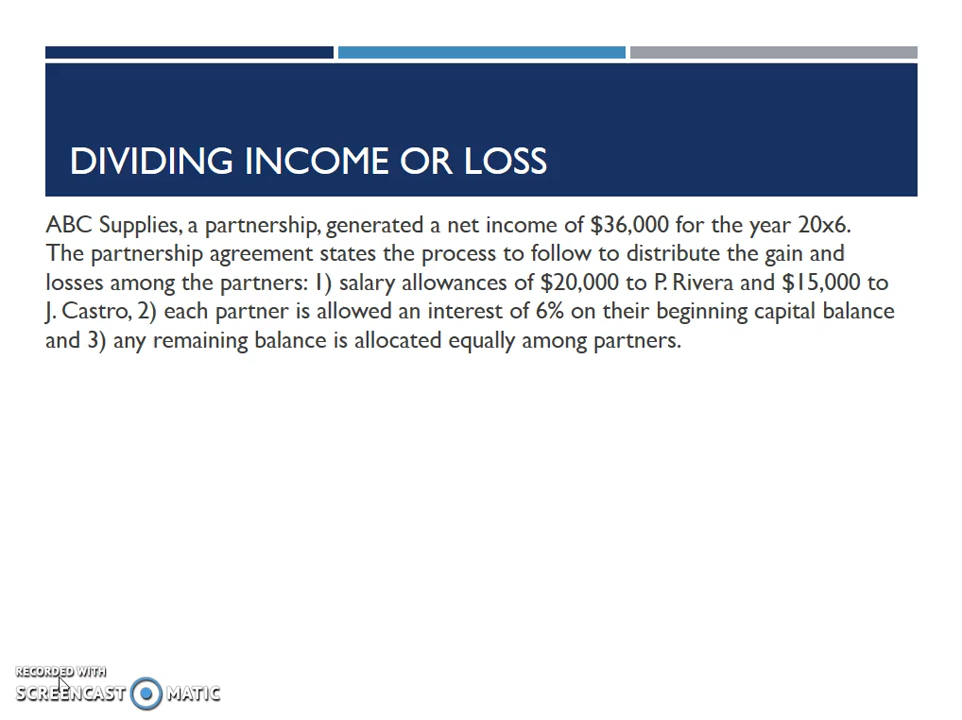 DIVIDING INCOME OR LOSS
ABC Supplies, a partnership, generated a net income of $36,000 for the year 20x6.
The partnership agreement states the process to follow to distribute the gain and
losses among the partners: 1) salary allowances of $20,000 to P. Rivera and $15,000 to
J. Castro, 2) each partner is allowed an interest of 6% on their beginning capital balance
and 3) any remaining balance is allocated equally among partners.
RECORDED WITH
SCREENCAST MATIC